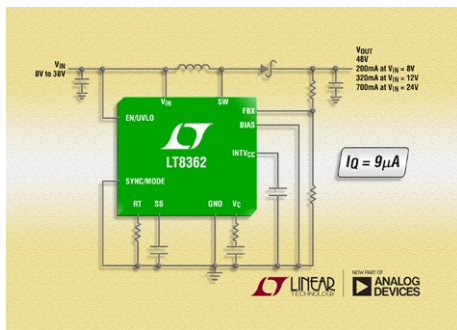 VIN
8V to 38V
VOUT
48V
200mA at VIN = 8V
320mA at VIN = 12V
700mA at VIN = 24V
VIN
SW
EN/UVLO
FBX
BIAS
LT8362
INTVCC
SYNC/MODE
RT
SS
GND
VC
IQ = 9μA
LINEAR
TECHNOLOGY
NOW PART OF
ANALOG
DEVICES